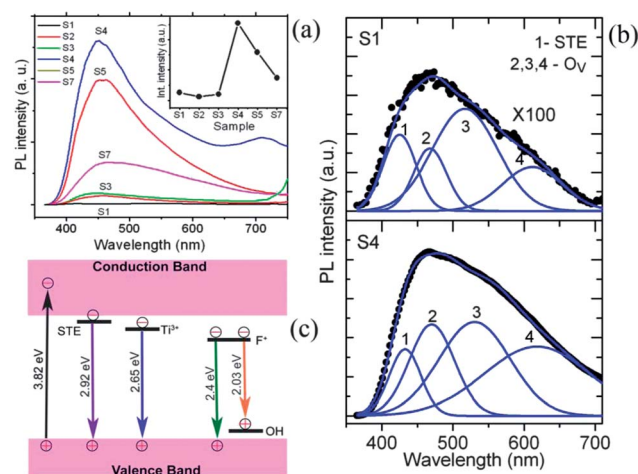 (a)
S1
S2
S3
S4
S5
S7
PL intensity (a. u.)
S4
S5
S7
S3
S1
400 500 600 700
Wavelength (nm)
Int. intensity (a.u.)
S1 S2 S3 S4 S5 S7
Sample
(b)
S1
1- STE
2,3,4 - OV
X100
1
2
3
4
S4
1
2
3
4
PL intensity (a.u.)
400 500 600 700
Wavelength (nm)
(c)
Conduction Band
STE
Ti3+
F+
OH
3.82 eV
2.92 eV
2.65 eV
2.4 eV
2.03 eV
Valence Band